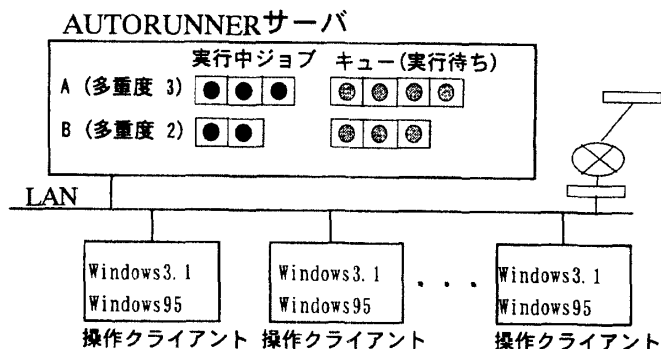 AUTORUNNERサーバ
実行中ジョブ キュー(実行待ち)
A (多重度 3)
B (多重度 2)
LAN
Windows3.1 Windows3.1 ・・・ Windows3.1
Windows95 Windows95 Windows95
操作クライアント 操作クライアント 操作クライアント